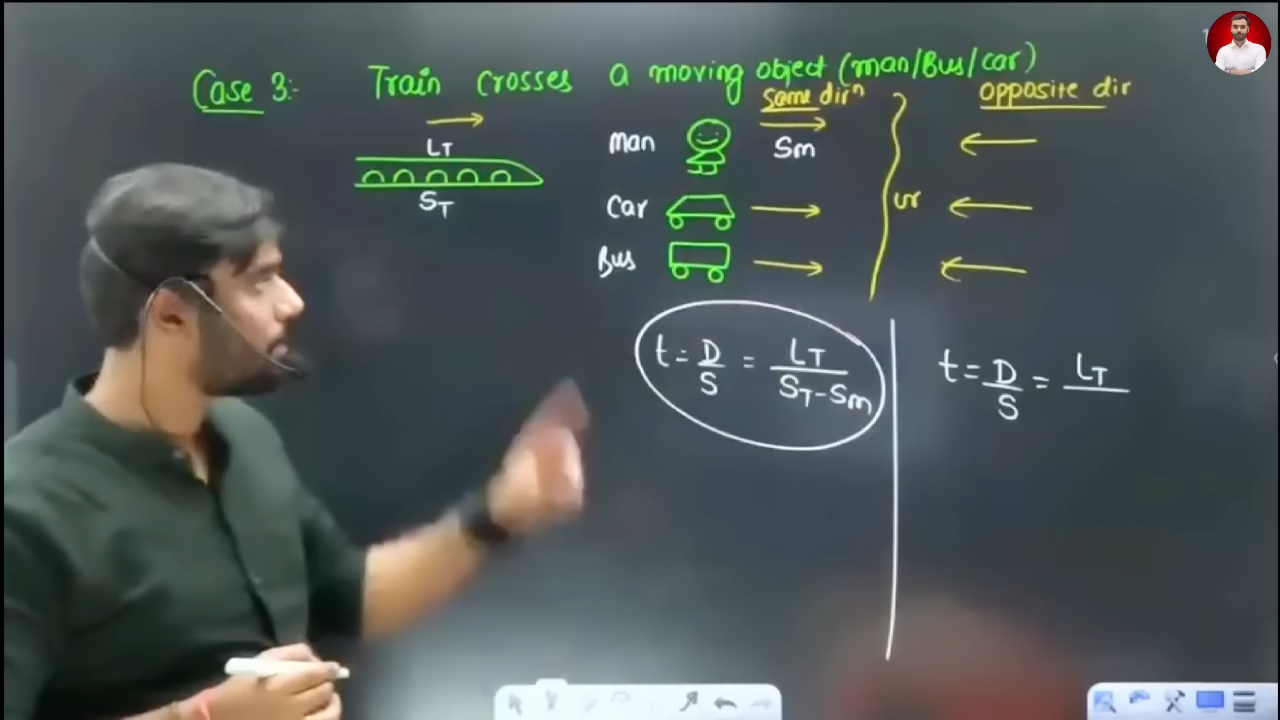 Case 3:- Train crosses a moving object (man/Bus/car)
same dirⁿ
opposite dir
LT
ST
man
Sm
Car
or
Bus
t = D/S = LT/(ST-Sm)
t = D/S = LT/